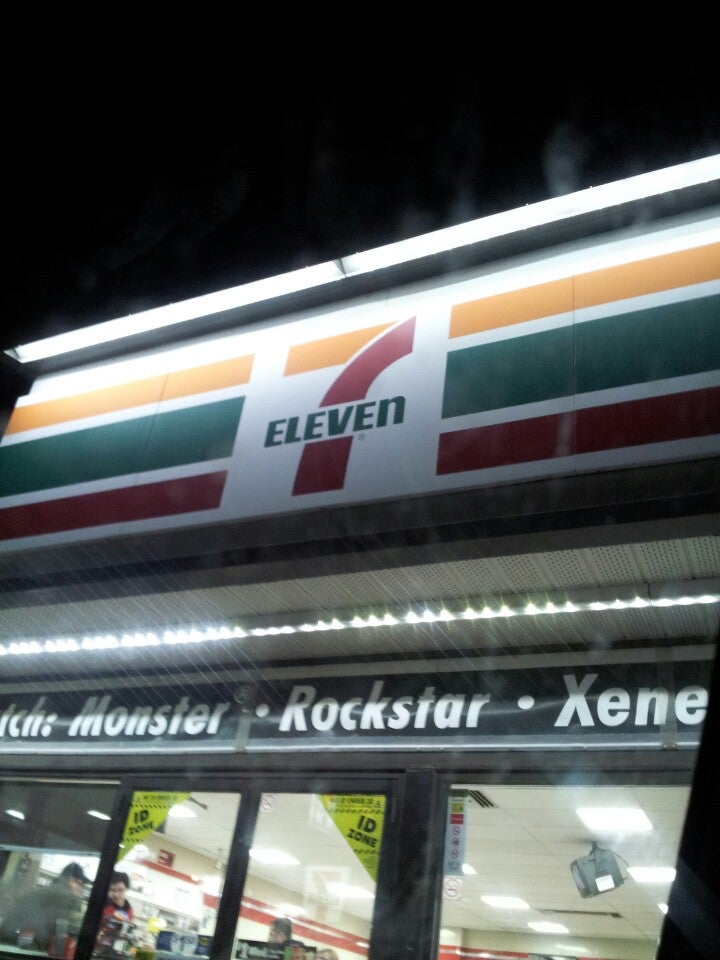 7
ELEVEn
®
tch: Monster • Rockstar • Xene
ID
ZONE
ID
ZONE